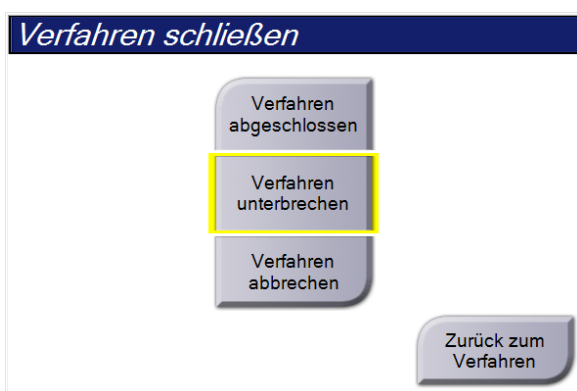 Verfahren schließen
Verfahren
abgeschlossen
Verfahren
unterbrechen
Verfahren
abbrechen
Zurück zum
Verfahren